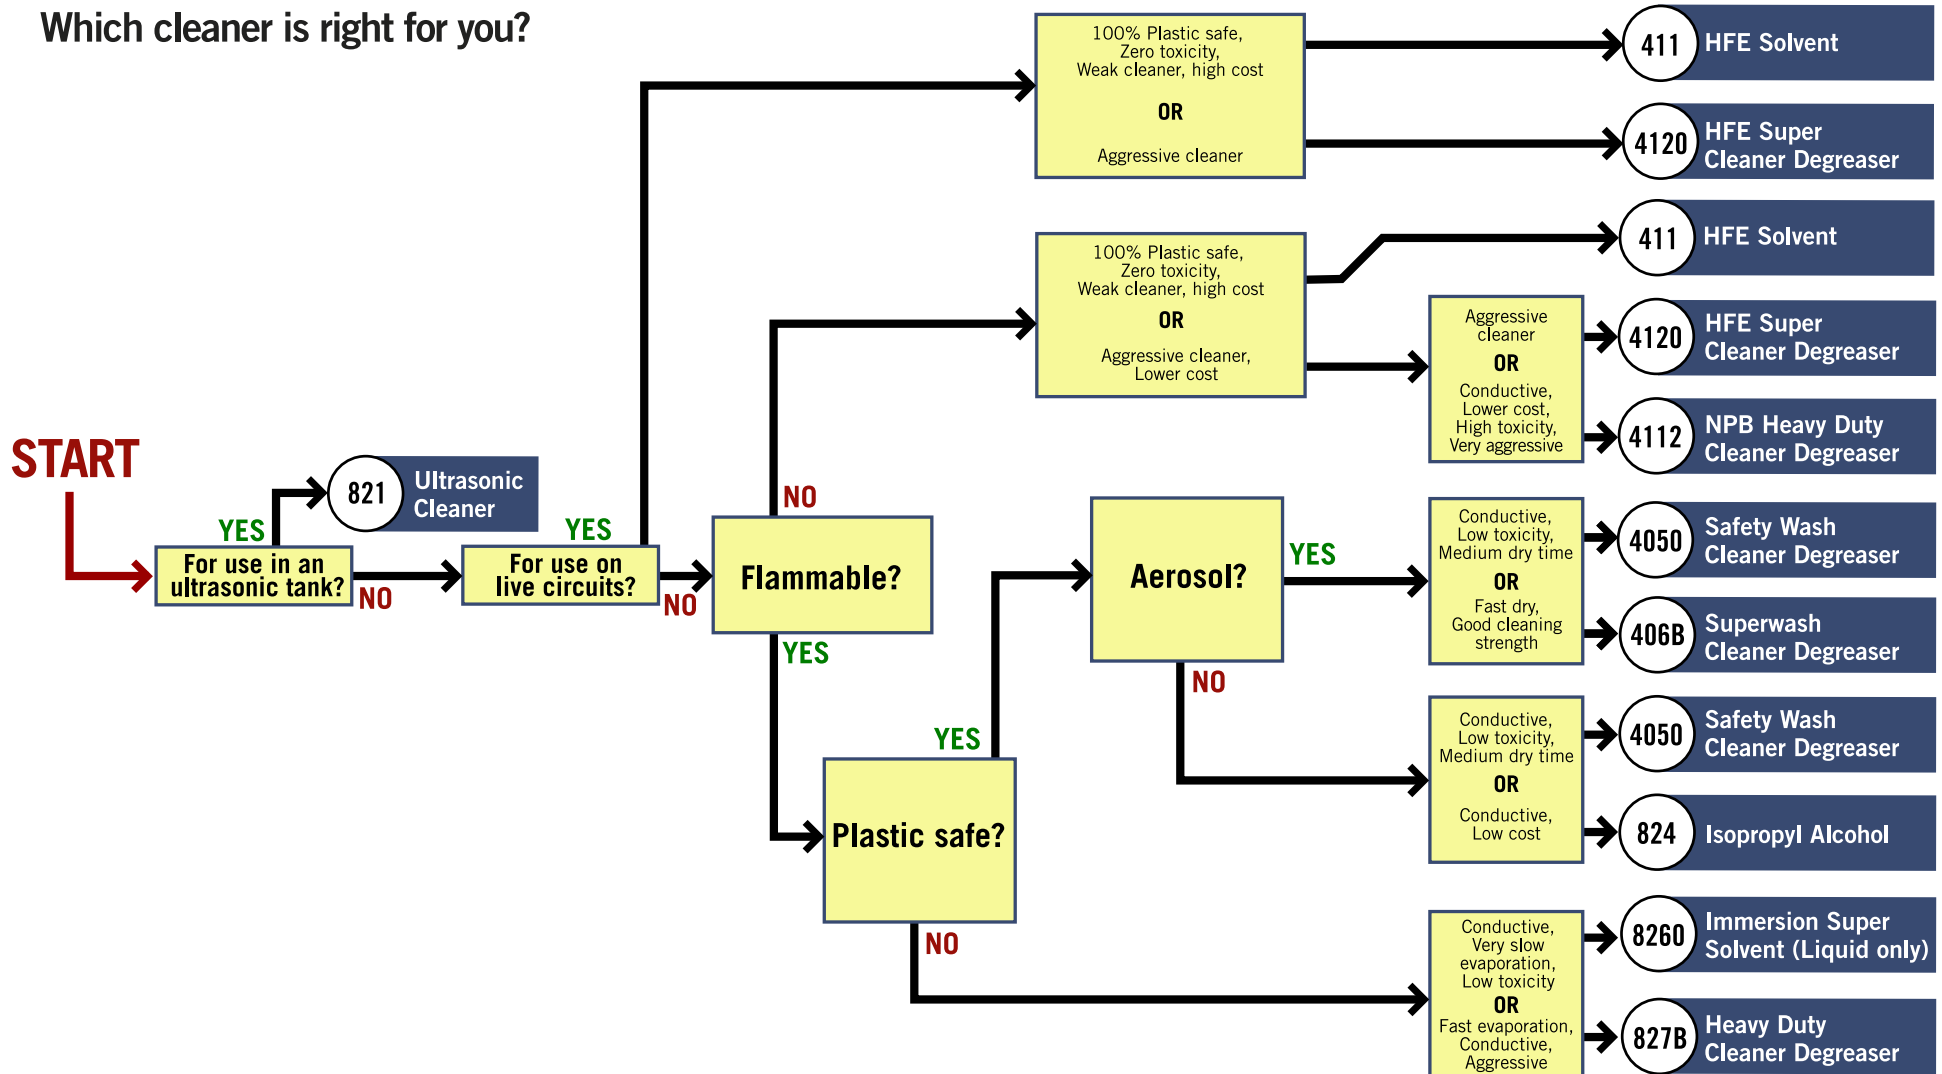 Which cleaner is right for you?
100% Plastic safe,
Zero toxicity,
Weak cleaner, high cost
OR
Aggressive cleaner
411
HFE Solvent
4120
HFE Super
Cleaner Degreaser
100% Plastic safe,
Zero toxicity,
Weak cleaner, high cost
OR
Aggressive cleaner,
Lower cost
411
HFE Solvent
Aggressive
cleaner
OR
Conductive,
Lower cost,
High toxicity,
Very aggressive
4120
HFE Super
Cleaner Degreaser
4112
NPB Heavy Duty
Cleaner Degreaser
START
821
Ultrasonic
Cleaner
YES
For use in an
ultrasonic tank?
NO
YES
For use on
live circuits?
NO
NO
Flammable?
YES
Aerosol?
YES
NO
Conductive,
Low toxicity,
Medium dry time
OR
Fast dry,
Good cleaning
strength
4050
Safety Wash
Cleaner Degreaser
406B
Superwash
Cleaner Degreaser
YES
Plastic safe?
NO
Conductive,
Low toxicity,
Medium dry time
OR
Conductive,
Low cost
4050
Safety Wash
Cleaner Degreaser
824
Isopropyl Alcohol
Conductive,
Very slow
evaporation,
Low toxicity
OR
Fast evaporation,
Conductive,
Aggressive
8260
Immersion Super
Solvent (Liquid only)
827B
Heavy Duty
Cleaner Degreaser